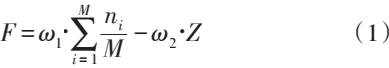 F = ω₁·∑_{i=1}^{M} n_i/M − ω₂·Z （1）